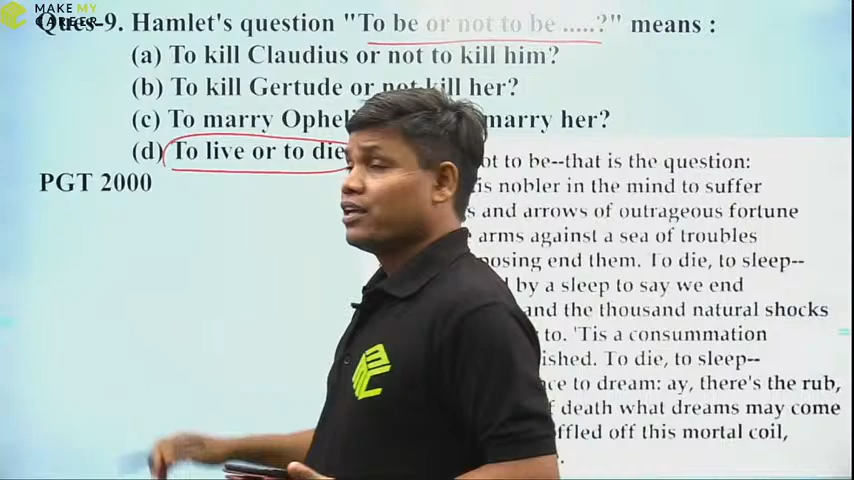 MAKE MY
CAREER
Ques-9. Hamlet's question "To be or not to be .....?" means :
(a) To kill Claudius or not to kill him?
(b) To kill Gertude or not kill her?
(c) To marry Opheli marry her?
(d) To live or to die
PGT 2000
ot to be--that is the question:
is nobler in the mind to suffer
s and arrows of outrageous fortune
arms against a sea of troubles
posing end them. To die, to sleep--
by a sleep to say we end
and the thousand natural shocks
to. 'Tis a consummation
ished. To die, to sleep--
ce to dream: ay, there's the rub,
f death what dreams may come
ffled off this mortal coil,